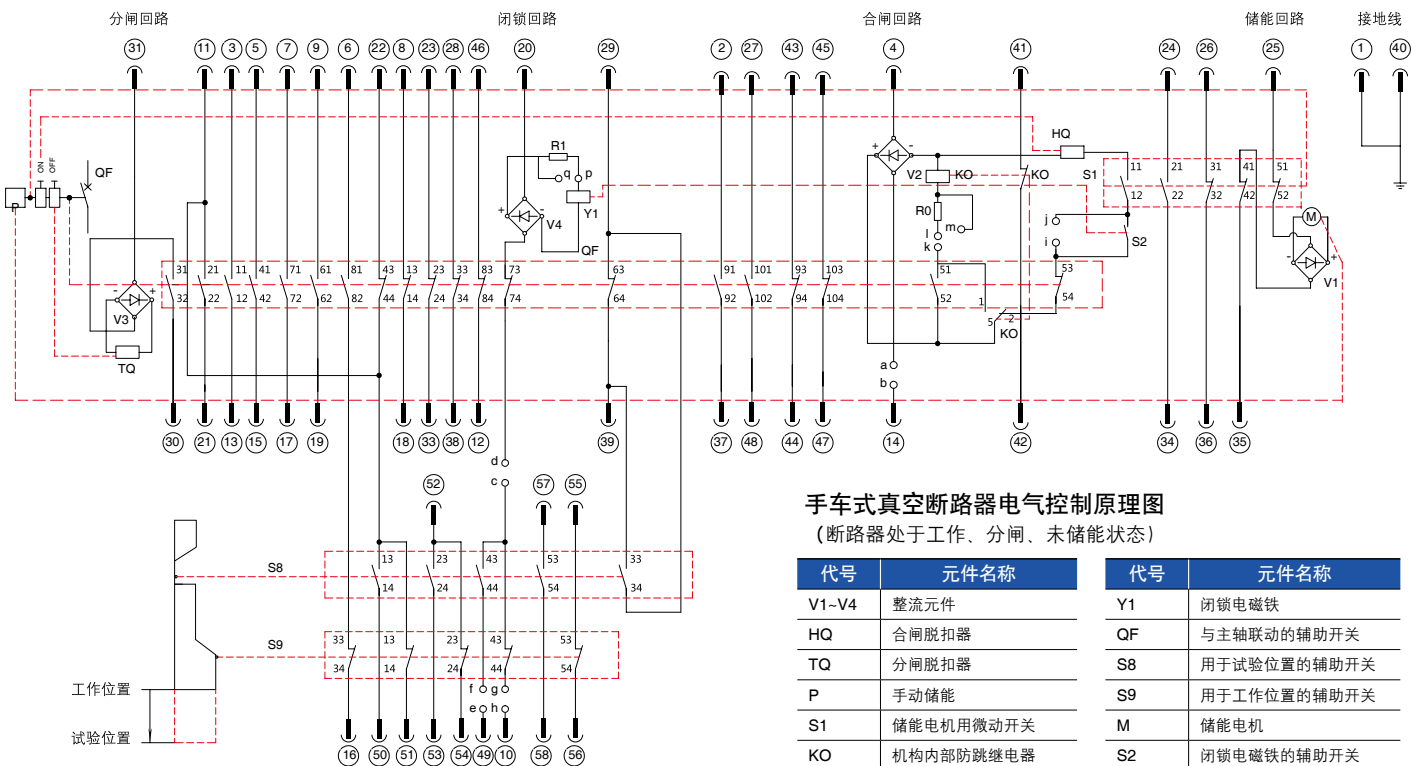 分闸回路 闭锁回路 合闸回路 储能回路 接地线
31 11 3 5 7 9 6 22 8 23 28 46 20 29 2 27 43 45 4 41 24 26 25 1 40
ON OFF QF P
R1 q p Y1 + - V4 QF
+ - V2 KO KO HQ S1
R0 m l k j i S2 M
11 21 31 41 51
12 22 32 42 52
- + V1
31 21 11 41 71 61 81 43 13 23 33 83 73 63 91 101 93 103 51 53
32 22 12 42 72 62 82 44 14 24 34 84 74 64 92 102 94 104 52 54
- + V3
1 5 2 KO
TQ
a
b
30 21 13 15 17 19 18 33 38 12 39 37 48 44 47 14 42 34 36 35
d
c
52 57 55
S8
13 23 43 53 33
14 24 44 54 34
S9
33 13 23 43 53
34 14 24 44 54
f g
e h
16 50 51 53 54 49 10 58 56
工作位置
试验位置
手车式真空断路器电气控制原理图
(断路器处于工作、分闸、未储能状态)
代号 元件名称 代号 元件名称
V1~V4 整流元件 Y1 闭锁电磁铁
HQ 合闸脱扣器 QF 与主轴联动的辅助开关
TQ 分闸脱扣器 S8 用于试验位置的辅助开关
P 手动储能 S9 用于工作位置的辅助开关
S1 储能电机用微动开关 M 储能电机
KO 机构内部防跳继电器 S2 闭锁电磁铁的辅助开关